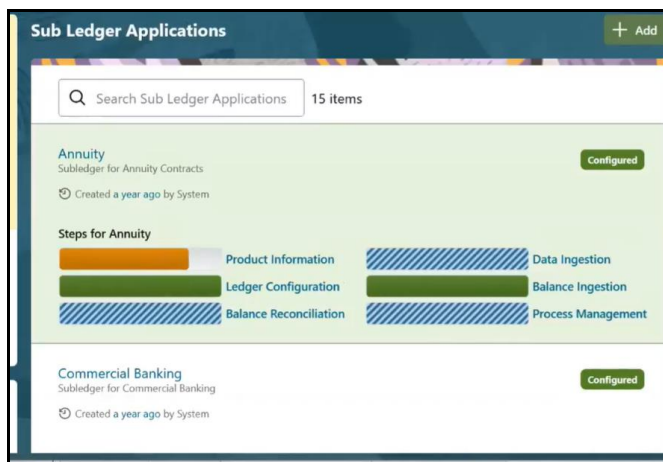 Sub Ledger Applications
+ Add
Search Sub Ledger Applications
15 items
Annuity
Configured
Subledger for Annuity Contracts
Created a year ago by System
Steps for Annuity
Product Information
Data Ingestion
Ledger Configuration
Balance Ingestion
Balance Reconciliation
Process Management
Commercial Banking
Configured
Subledger for Commercial Banking
Created a year ago by System